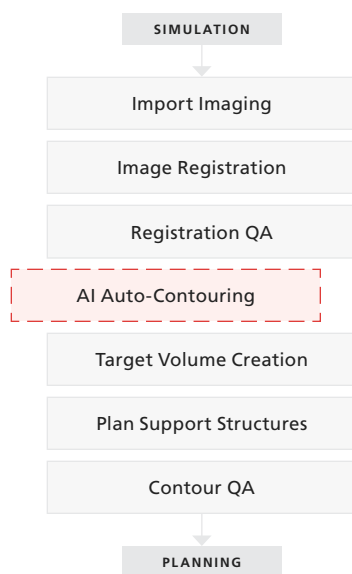 SIMULATION
Import Imaging
Image Registration
Registration QA
AI Auto-Contouring
Target Volume Creation
Plan Support Structures
Contour QA
PLANNING